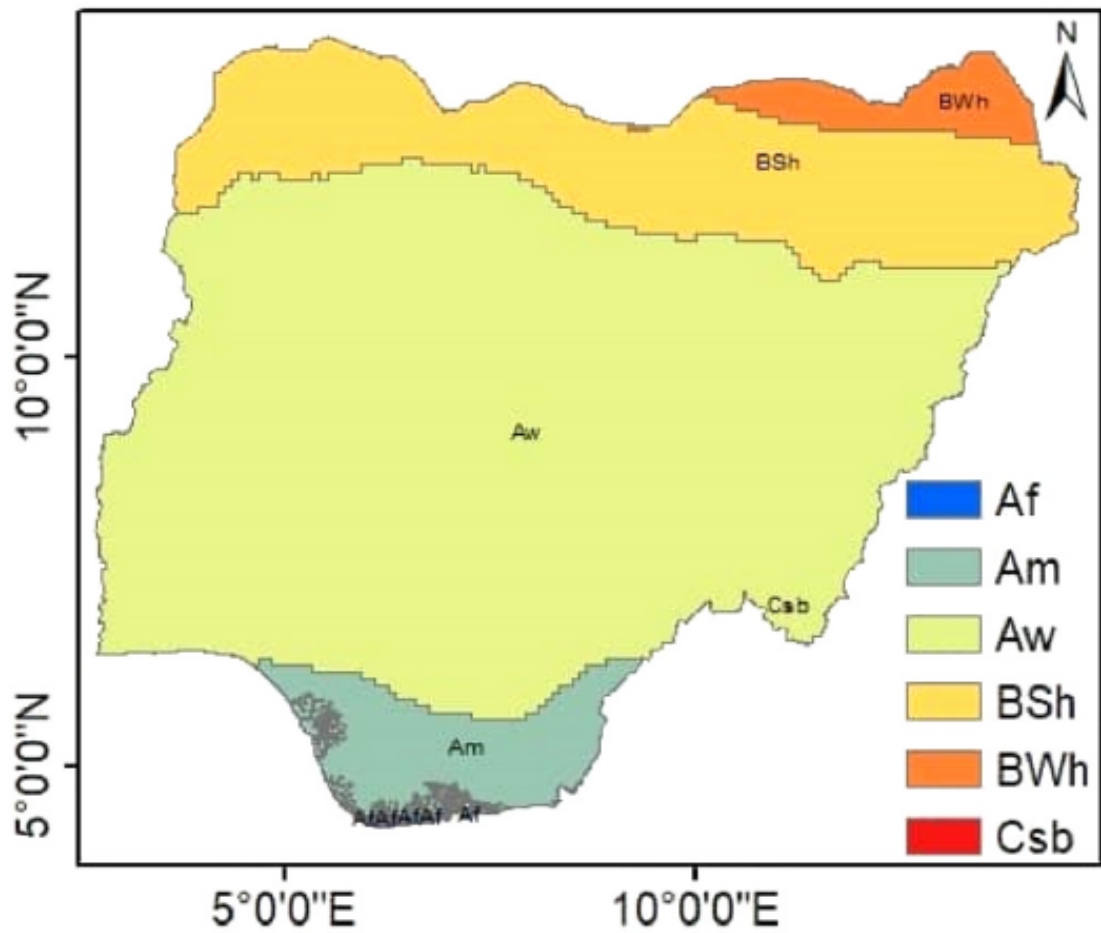 N
BWh
BSh
Aw
Csb
Am
AfAfAfAf Af
10°0'0"N
5°0'0"N
5°0'0"E
10°0'0"E
Af
Am
Aw
BSh
BWh
Csb